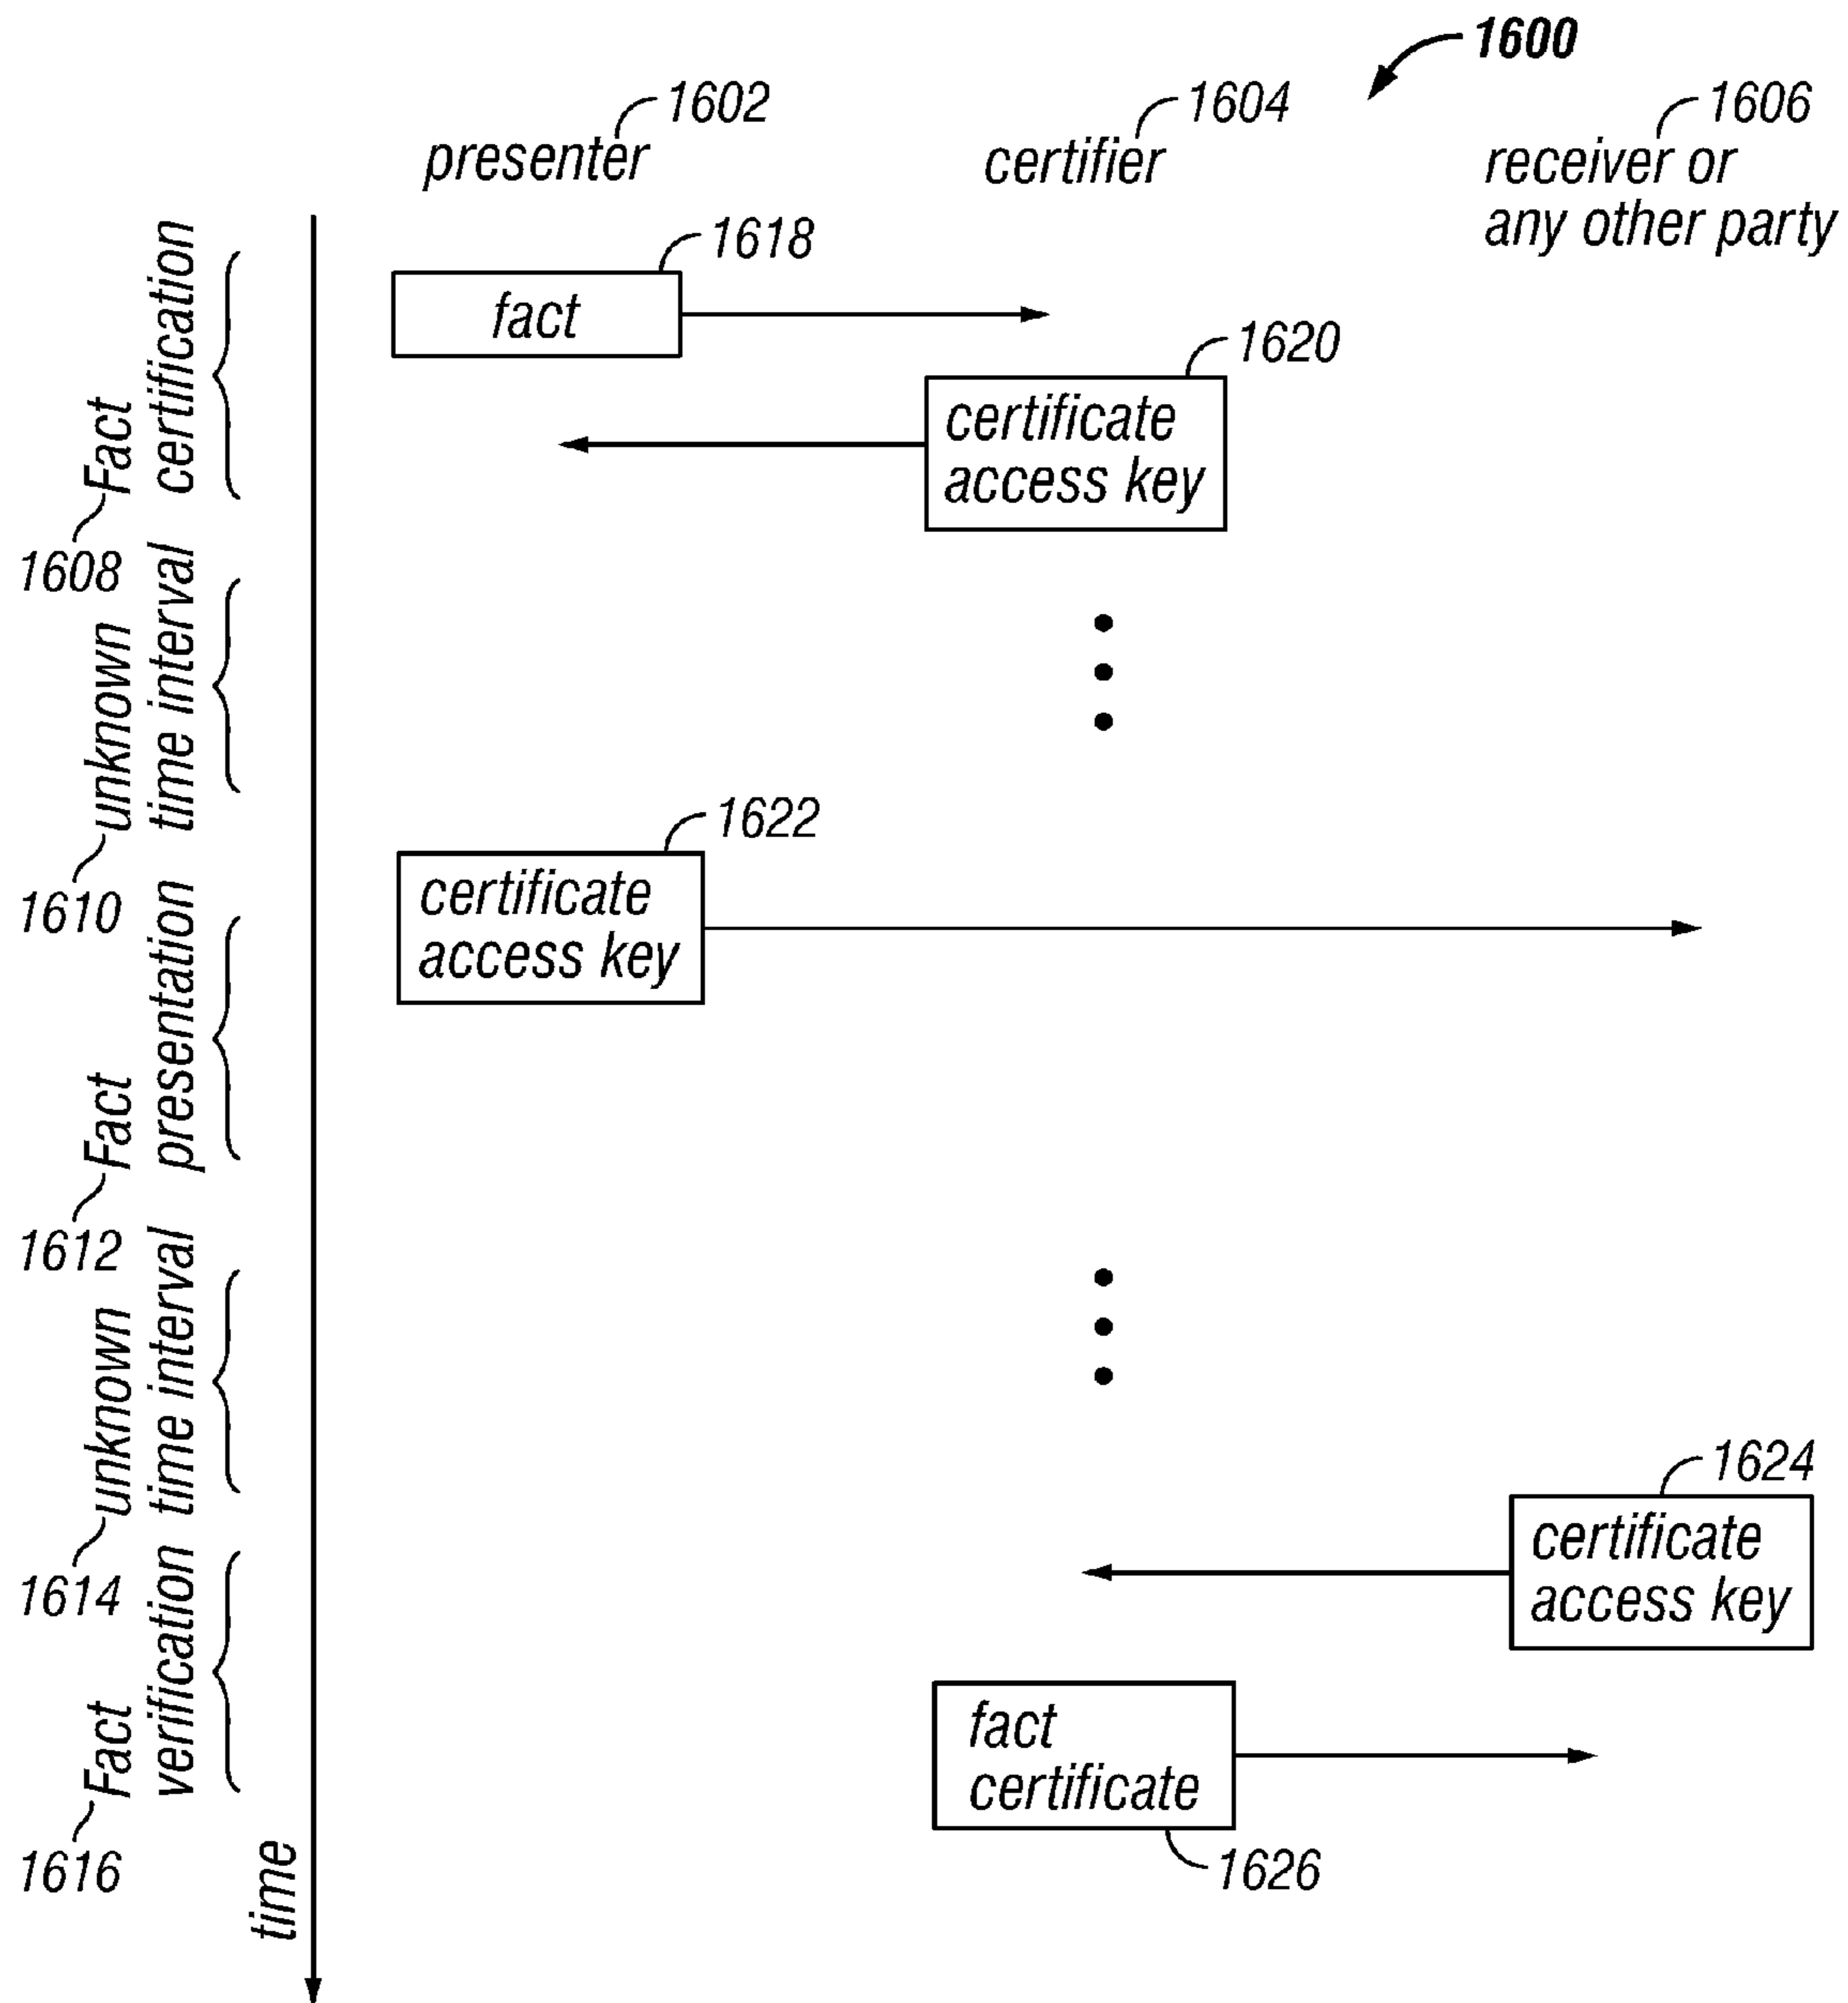 1600
1602
1604
1606
presenter
certifier
receiver or
any other party
1618
fact
1620
certificate
access key
Fact
certification
1608
unknown
time interval
1610
1622
certificate
access key
Fact
presentation
1612
unknown
time interval
1614
1624
certificate
access key
Fact
verification
1616
fact
certificate
1626
time